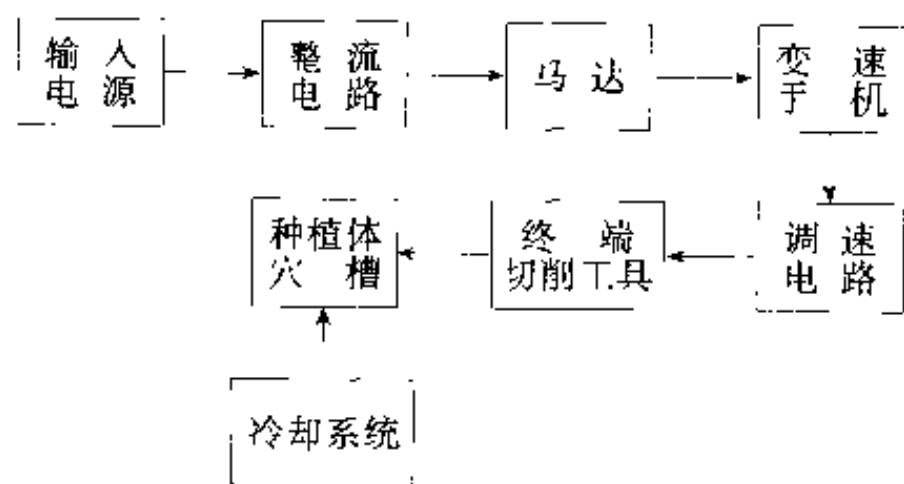 输入
电源
整流
电路
马达
变速
于机
种植体
穴槽
终端
切削工具
调速
电路
冷却系统